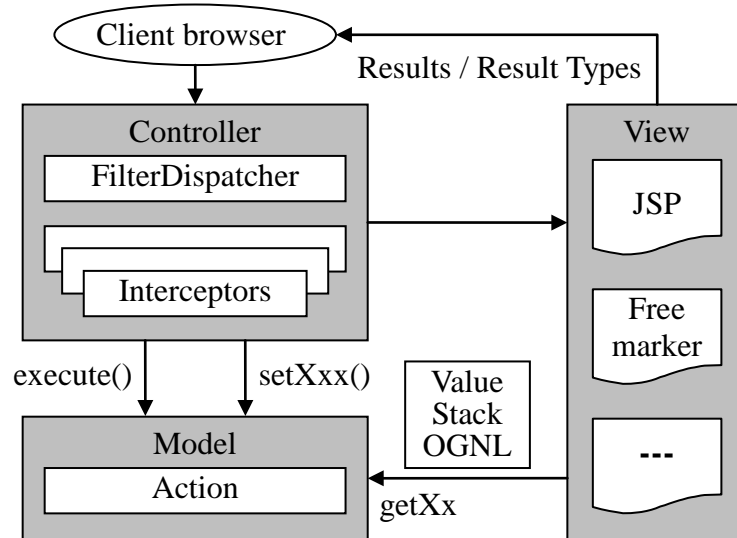 Client browser
Results / Result Types
Controller
FilterDispatcher
Interceptors
View
JSP
Free
marker
---
execute()
setXxx()
Value
Stack
OGNL
getXx
Model
Action